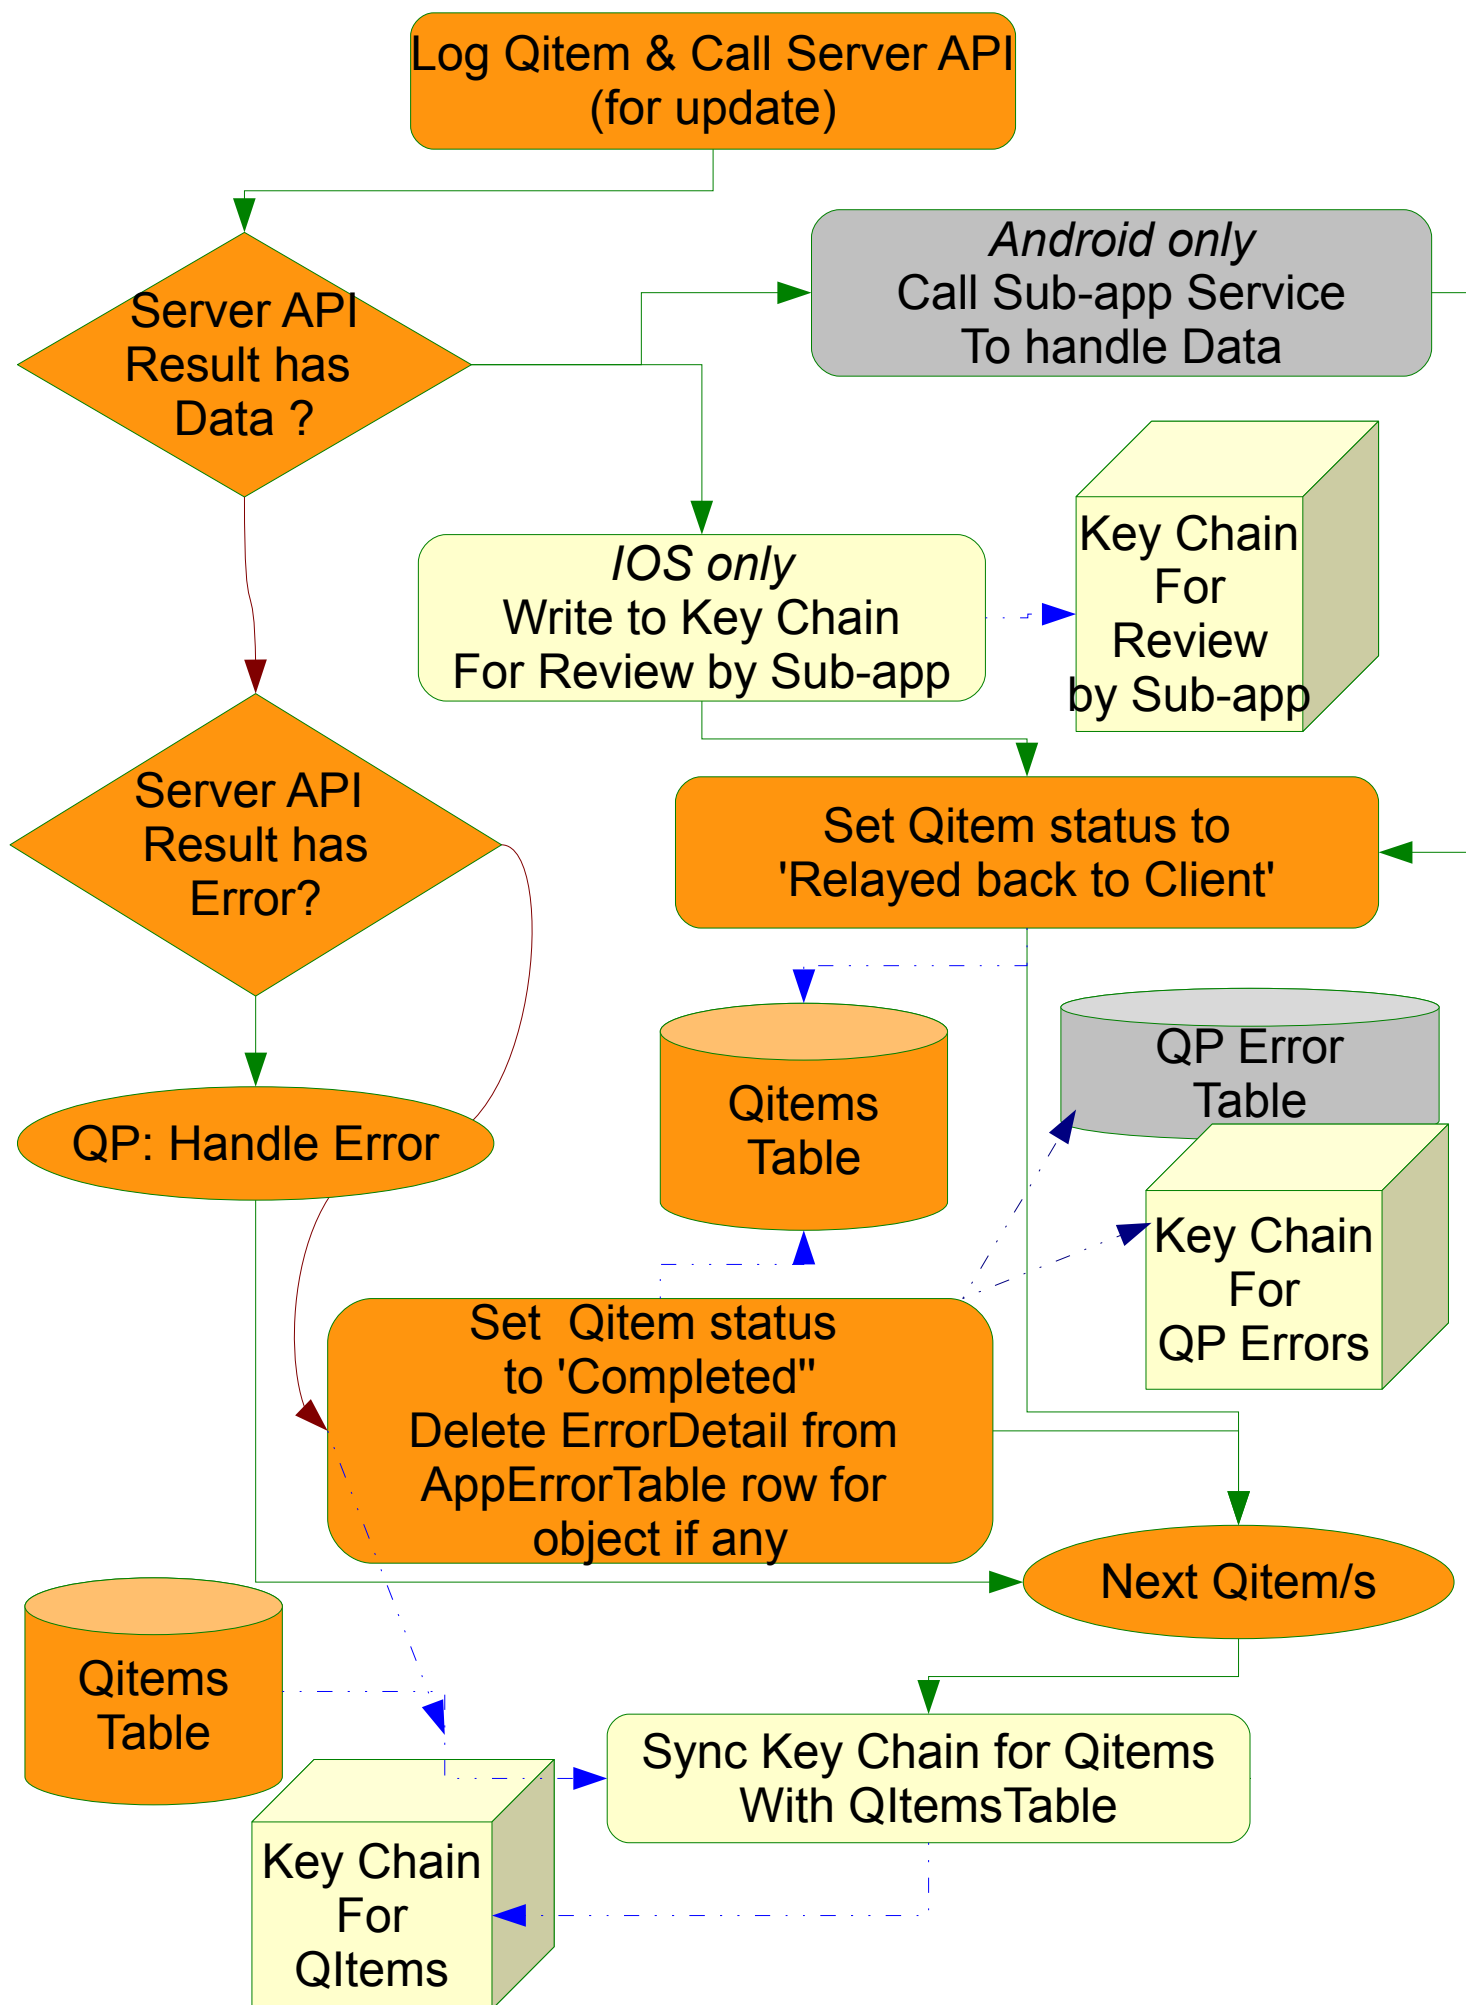 Log Qitem & Call Server API
(for update)
Android only
Call Sub-app Service
To handle Data
Server API
Result has
Data ?
Key Chain
For
Review
by Sub-app
IOS only
Write to Key Chain
For Review by Sub-app
Server API
Result has
Error?
Set Qitem status to
'Relayed back to Client'
QP Error
Table
Qitems
Table
QP: Handle Error
Key Chain
For
QP Errors
Set  Qitem status
to 'Completed"
Delete ErrorDetail from
AppErrorTable row for
object if any
Next Qitem/s
Qitems
Table
Sync Key Chain for Qitems
With QItemsTable
Key Chain
For
QItems